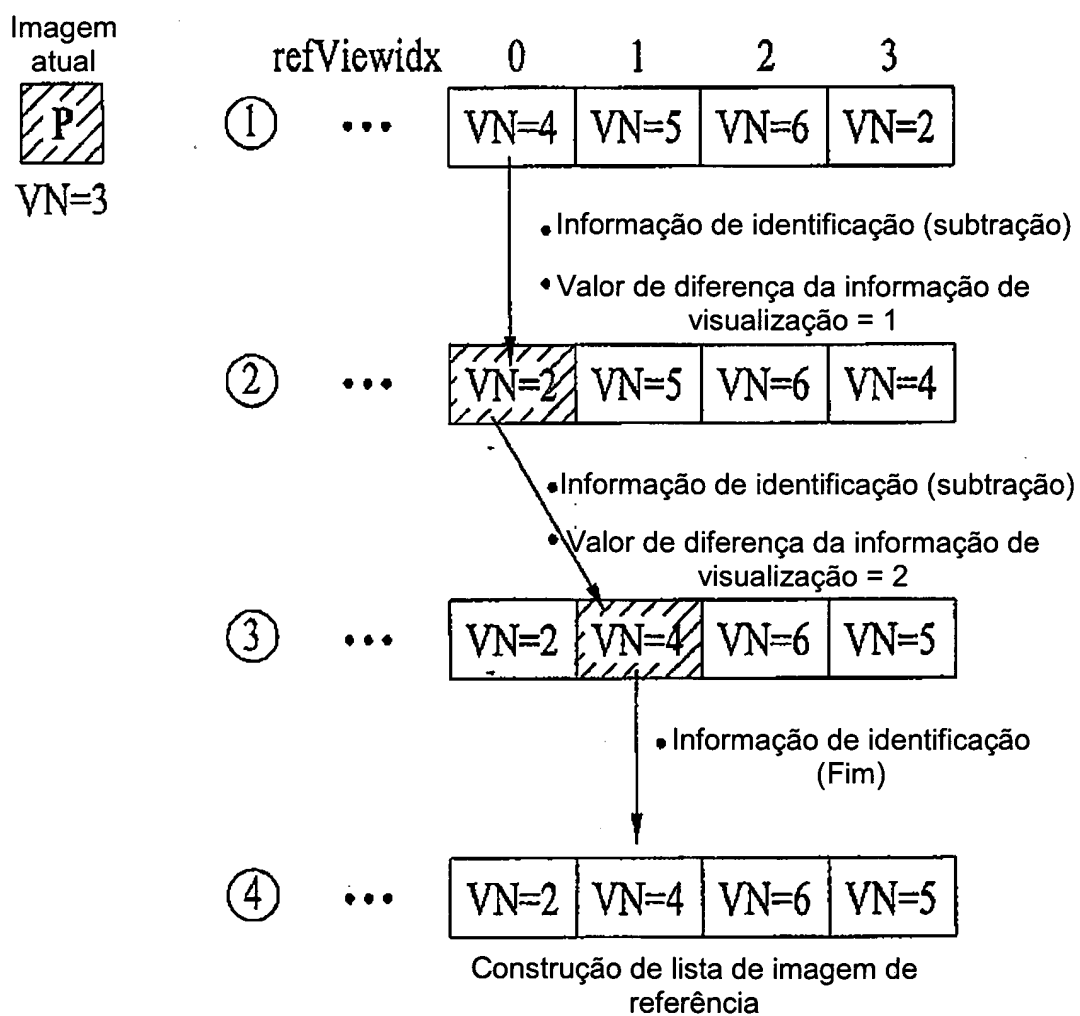 Imagem
atual
P
VN=3
refViewidx 0 1 2 3
1 ••• VN=4 VN=5 VN=6 VN=2
• Informação de identificação (subtração)
• Valor de diferença da informação de
visualização = 1
2 ••• VN=2 VN=5 VN=6 VN=4
• Informação de identificação (subtração)
• Valor de diferença da informação de
visualização = 2
3 ••• VN=2 VN=4 VN=6 VN=5
• Informação de identificação
(Fim)
4 ••• VN=2 VN=4 VN=6 VN=5
Construção de lista de imagem de
referência